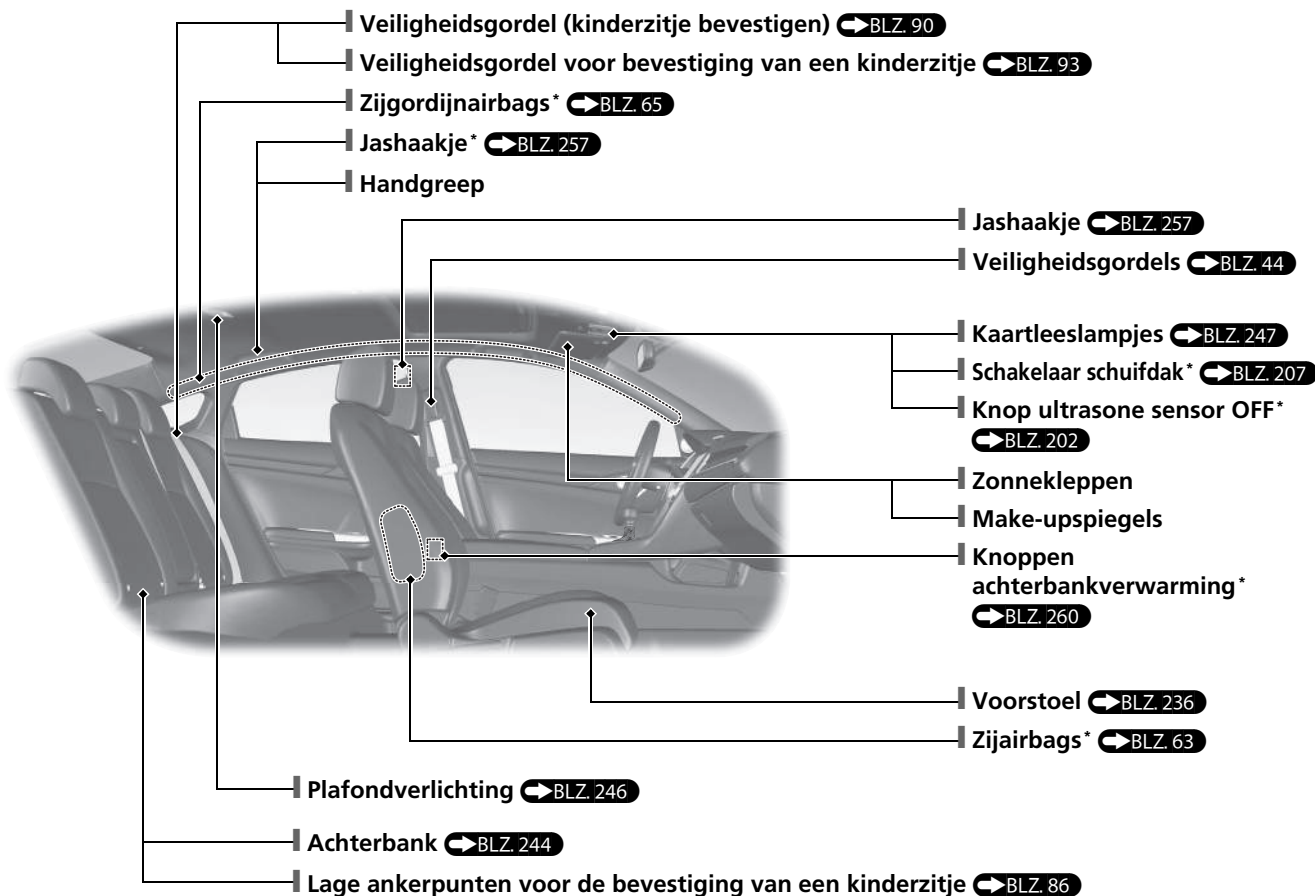 Veiligheidsgordel (kinderzitje bevestigen) BLZ. 90
Veiligheidsgordel voor bevestiging van een kinderzitje BLZ. 93
Zijgordijnairbags* BLZ. 65
Jashaakje* BLZ. 257
Handgreep
Jashaakje BLZ. 257
Veiligheidsgordels BLZ. 44
Kaartleeslampjes BLZ. 247
Schakelaar schuifdak* BLZ. 207
Knop ultrasone sensor OFF*
BLZ. 202
Zonnekleppen
Make-upspiegels
Knoppen
achterbankverwarming*
BLZ. 260
Voorstoel BLZ. 236
Zijairbags* BLZ. 63
Plafondverlichting BLZ. 246
Achterbank BLZ. 244
Lage ankerpunten voor de bevestiging van een kinderzitje BLZ. 86